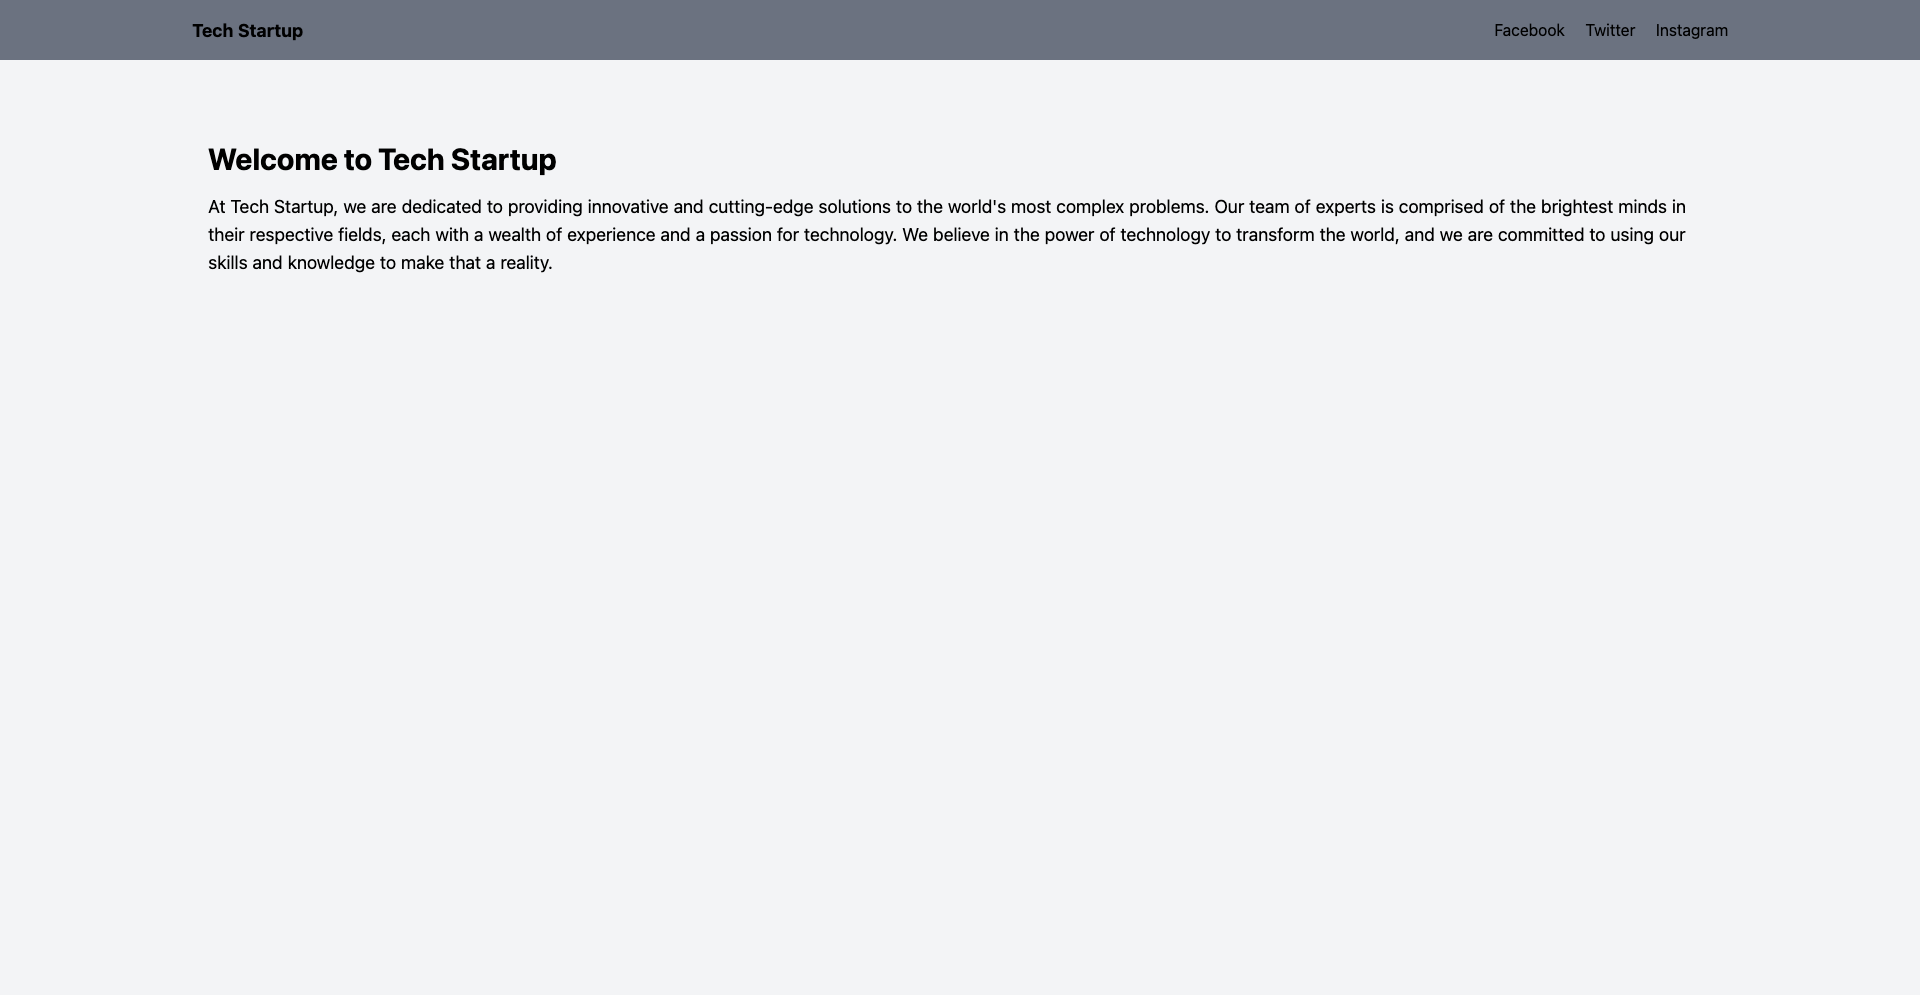 Tech Startup
Facebook Twitter Instagram
Welcome to Tech Startup
At Tech Startup, we are dedicated to providing innovative and cutting-edge solutions to the world's most complex problems. Our team of experts is comprised of the brightest minds in
their respective fields, each with a wealth of experience and a passion for technology. We believe in the power of technology to transform the world, and we are committed to using our
skills and knowledge to make that a reality.